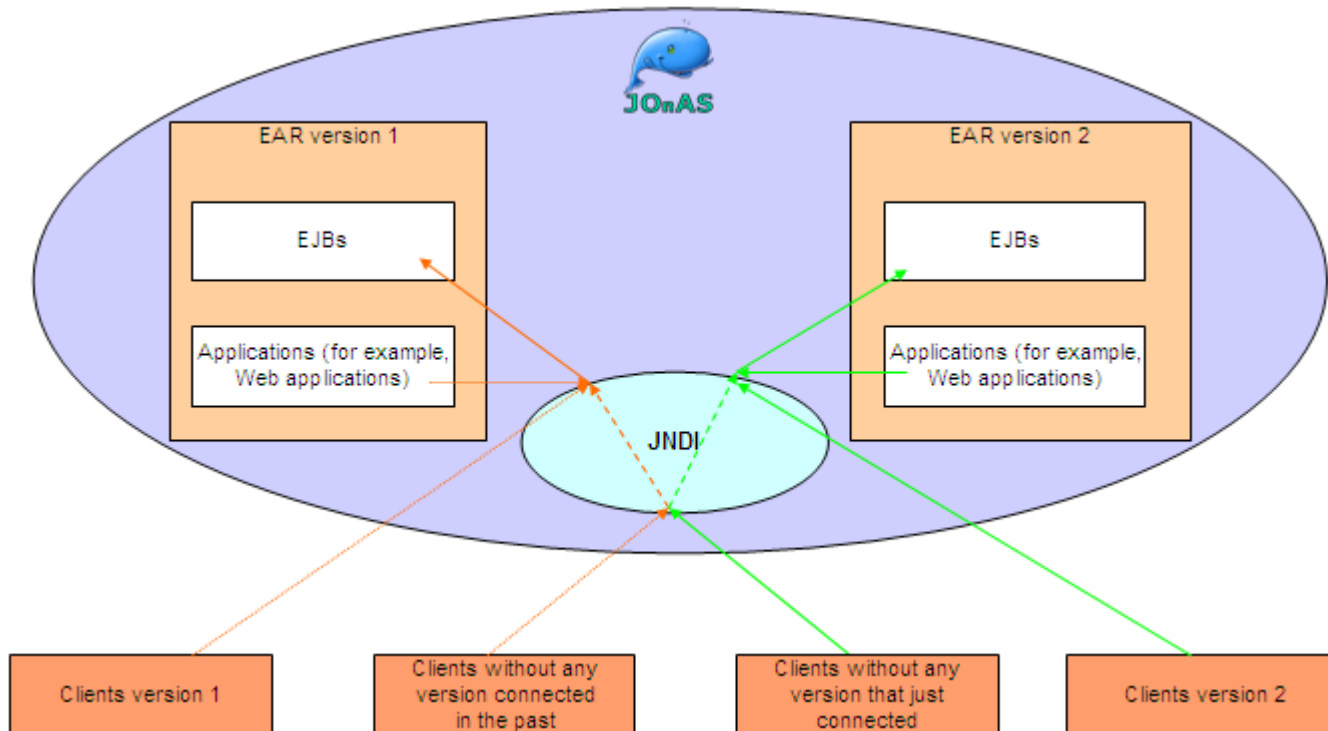 JOnAS
EAR version 1
EAR version 2
EJBs
EJBs
Applications (for example,
Web applications)
Applications (for example,
Web applications)
JNDI
Clients version 1
Clients without any
version connected
in the past
Clients without any
version that just
connected
Clients version 2